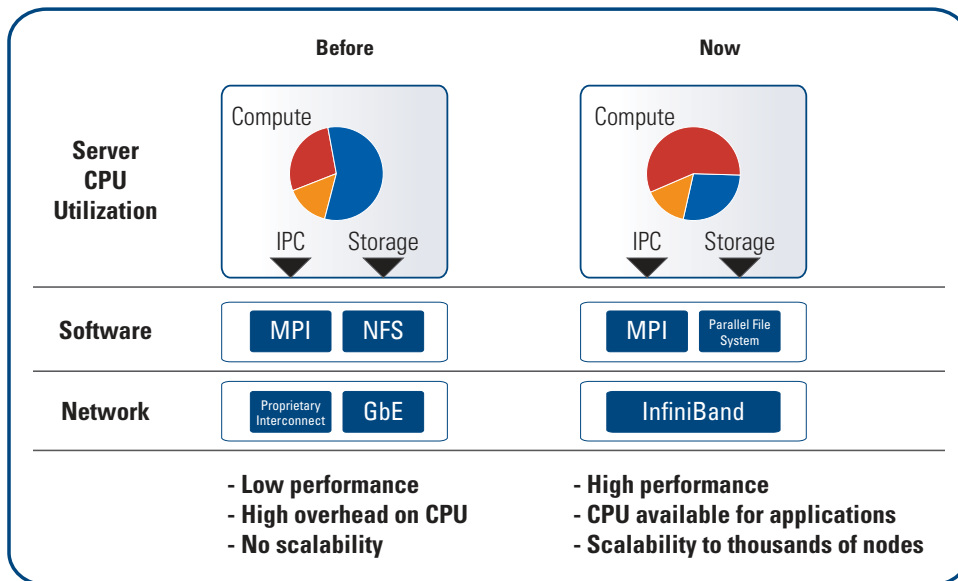 Before
Now
Server
CPU
Utilization
Compute
IPC
Storage
Compute
IPC
Storage
Software
MPI
NFS
MPI
Parallel File
System
Network
Proprietary
Interconnect
GbE
InfiniBand
- Low performance
- High overhead on CPU
- No scalability
- High performance
- CPU available for applications
- Scalability to thousands of nodes